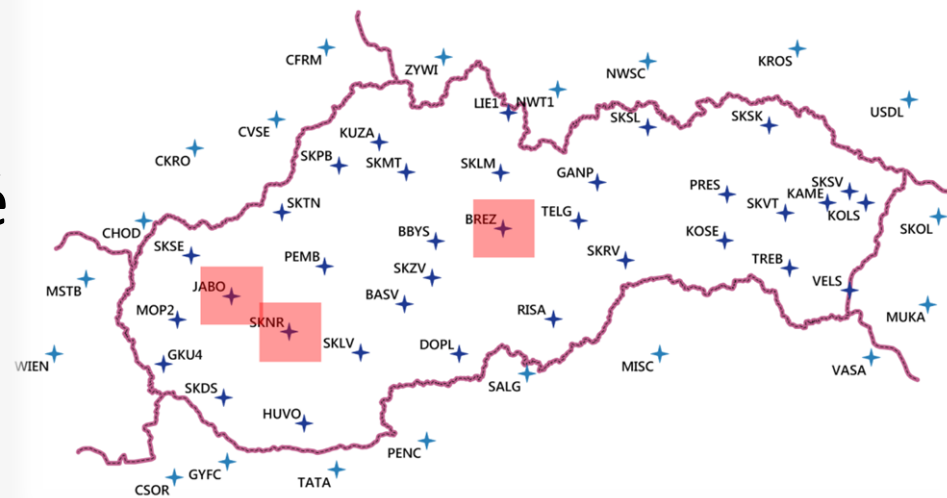 CFRM
ZYWI
NWSC
KROS
LIE1
NWT1
USDL
CVSE
KUZA
SKSL
SKSK
CKRO
SKPB
SKMT
SKLM
GANP
PRES
SKSV
KAME
SKTN
BREZ
TELG
SKVT
KOLS
CHOD
BBYS
KOSE
SKOL
SKSE
PEMB
SKRV
TREB
MSTB
JABO
SKZV
VELS
BASV
MOP2
SKNR
RISA
MUKA
GKU4
SKLV
DOPL
WIEN
MISC
VASA
SKDS
SALG
HUVO
PENC
GYFC
CSOR
TATA